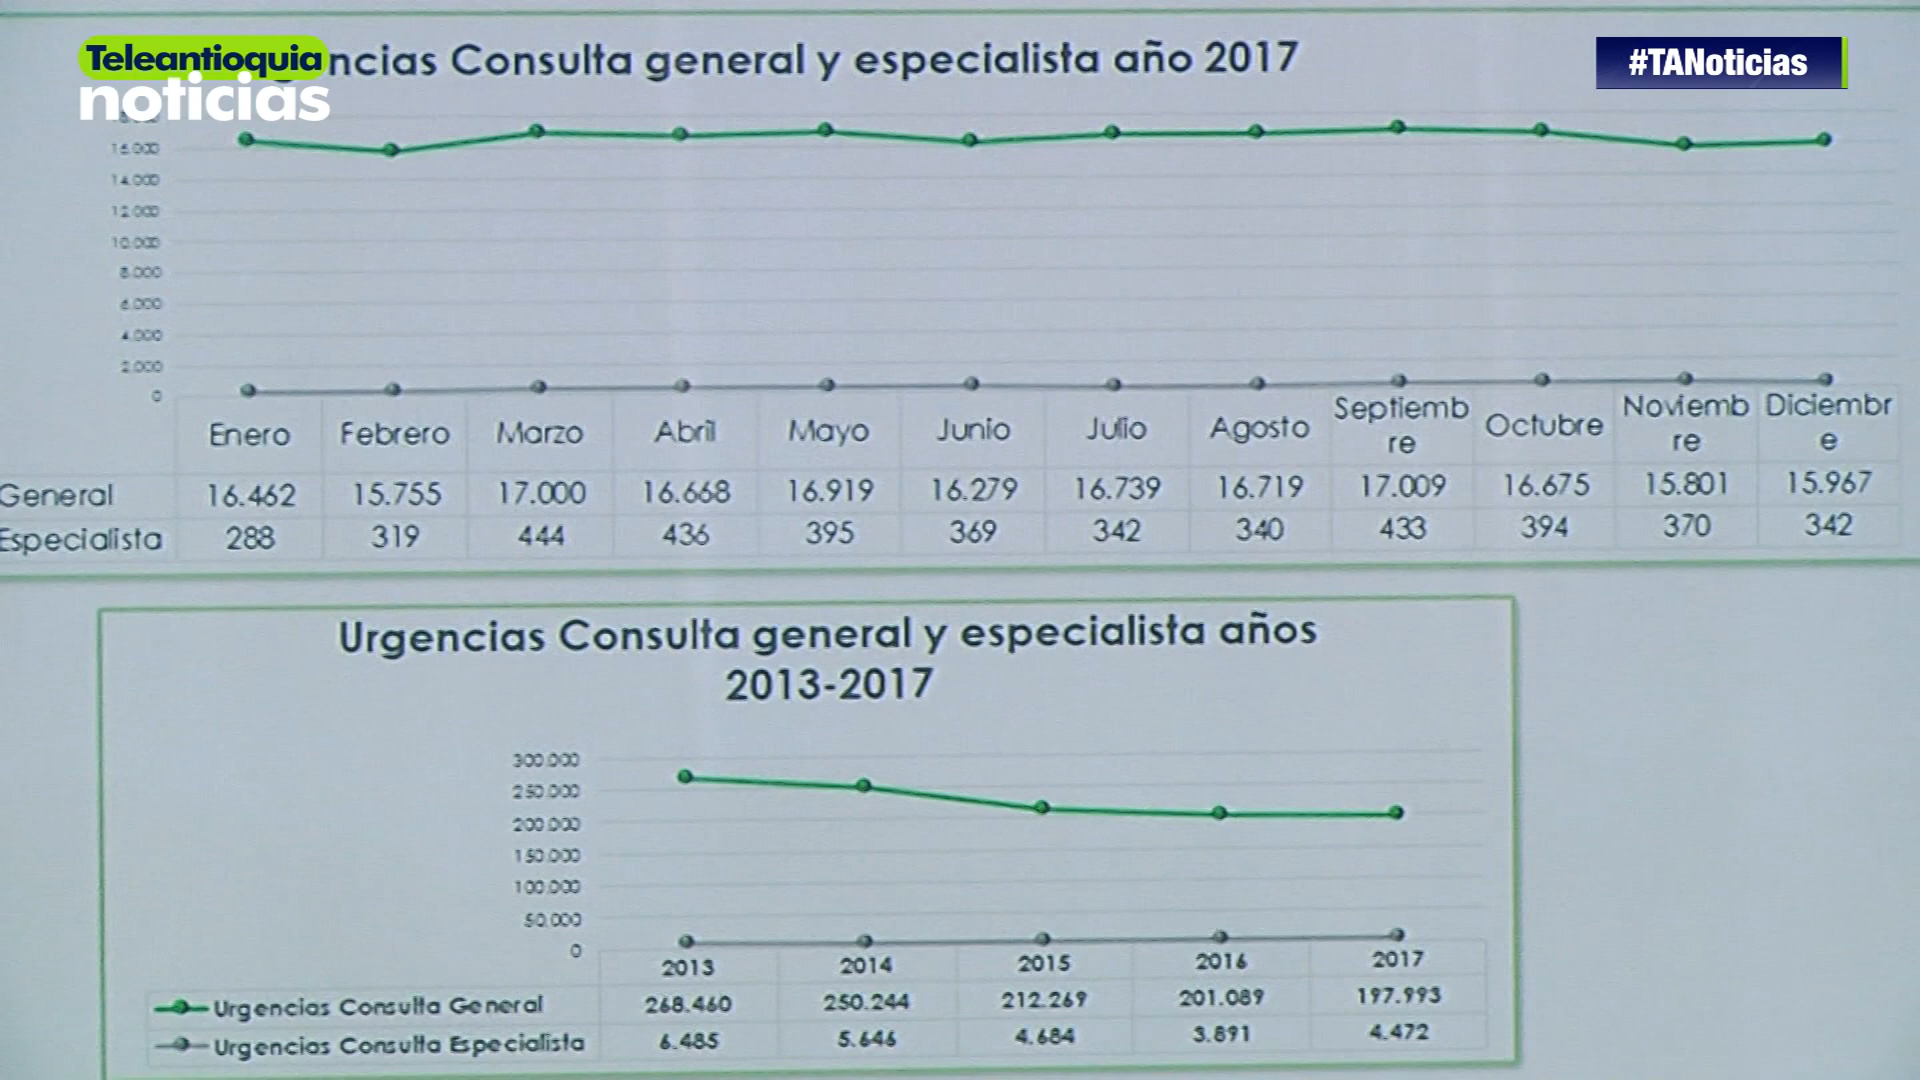 Teleantioquia
noticias
ncias Consulta general y especialista año 2017
#TANoticias
16.000
14.000
12.000
10.000
8.000
6.000
4.000
2.000
0
Enero Febrero Marzo Abril Mayo Junio Julio Agosto Septiemb Octubre Noviemb Diciembr
re re e
General 16.462 15.755 17.000 16.668 16.919 16.279 16.739 16.719 17.009 16.675 15.801 15.967
Especialista 288 319 444 436 395 369 342 340 433 394 370 342
Urgencias Consulta general y especialista años
2013-2017
300.000
250.000
200.000
150.000
100.000
50.000
0
2013 2014 2015 2016 2017
Urgencias Consulta General 268.460 250.244 212.269 201.089 197.993
Urgencias Consulta Especialista 6.485 5.646 4.684 3.891 4.472